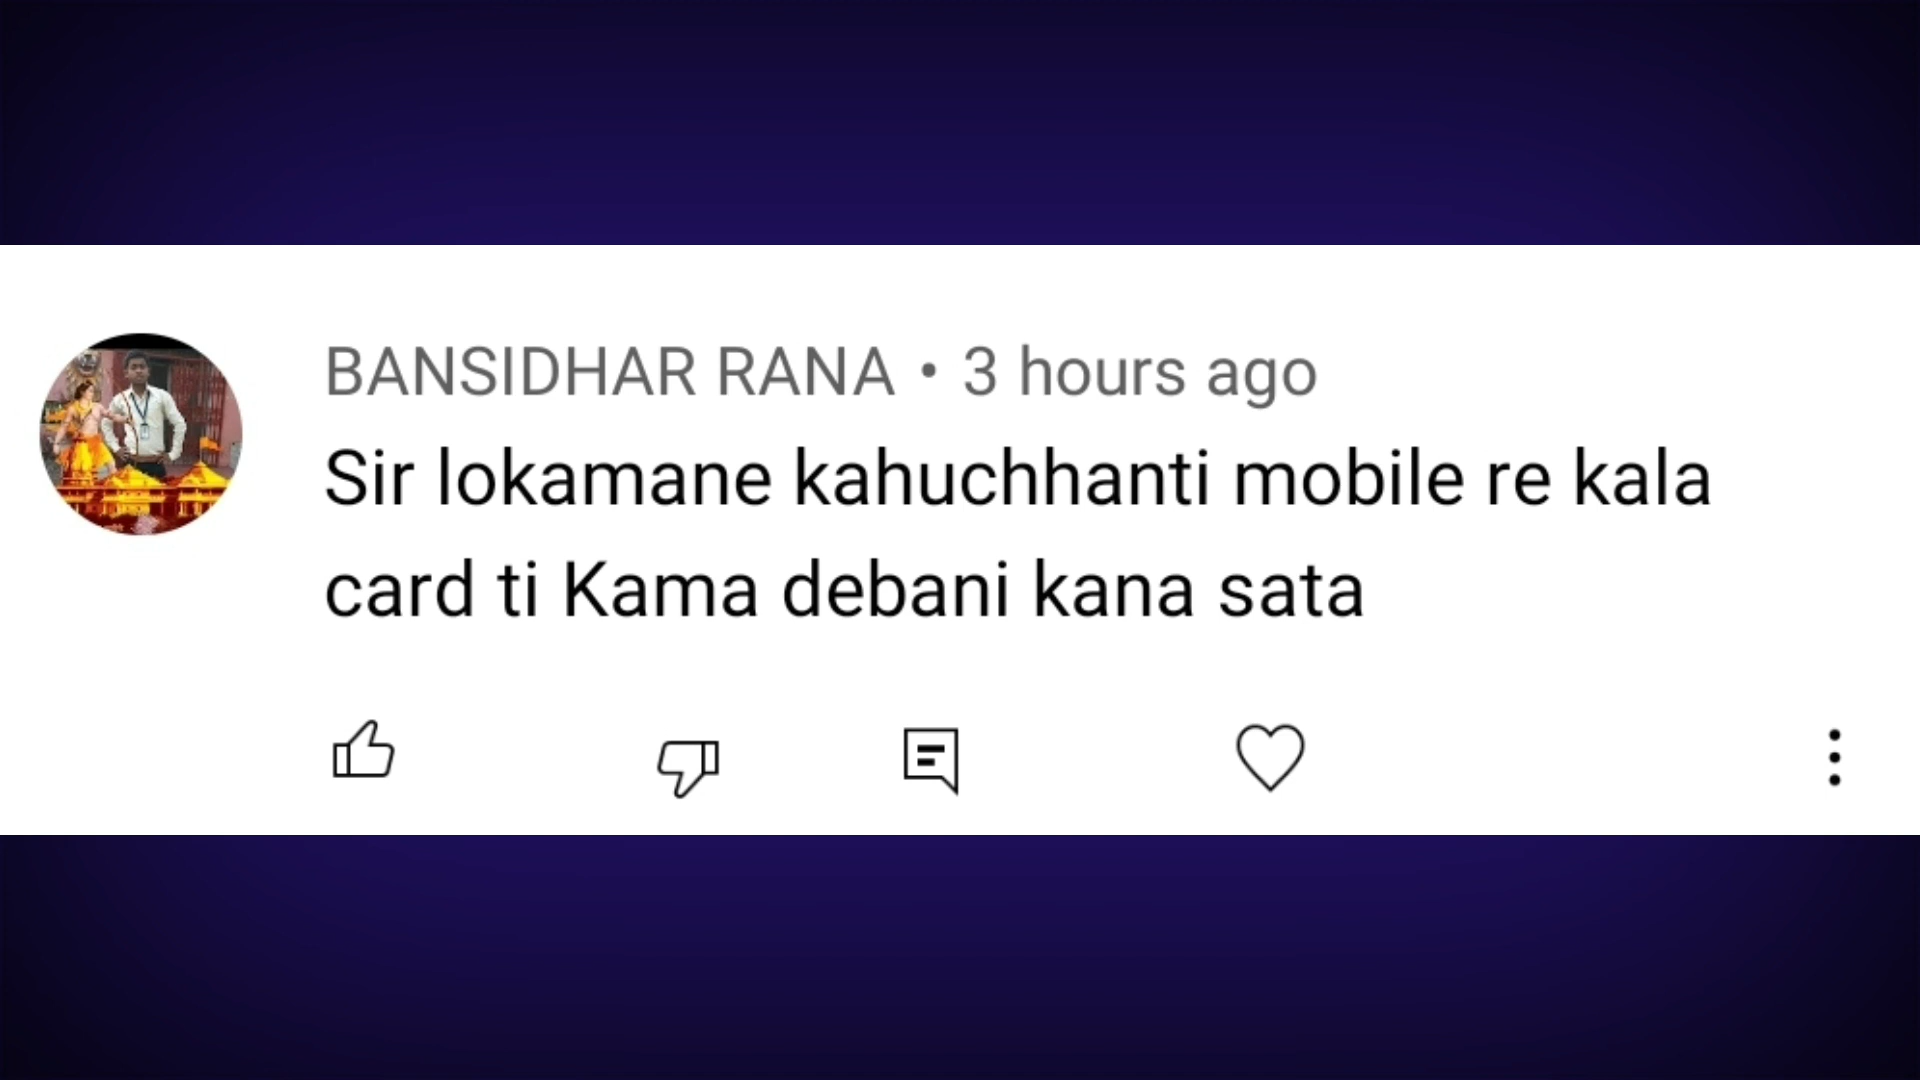 BANSIDHAR RANA • 3 hours ago
Sir lokamane kahuchhanti mobile re kala
card ti Kama debani kana sata